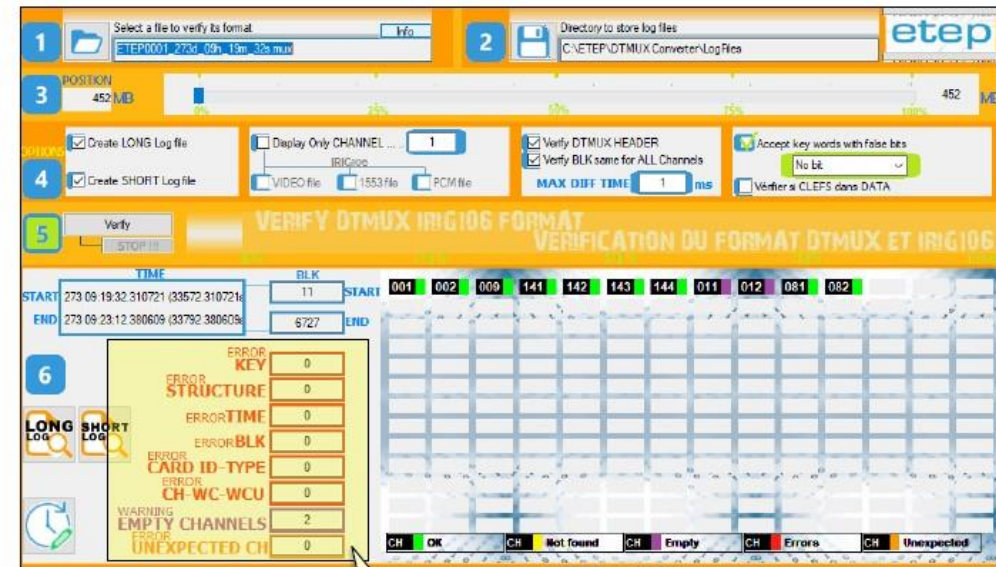 1
Select a file to verify its format
Info
ETEP0001_273d_09h_19m_32s.mux
2
Directory to store log files
C:\ETEP\DTMUX Converter\LogFiles
etep
3
POSITION
452 MB
0%
25%
50%
75%
100%
452
OPTIONS
4
Create LONG Log file
Create SHORT Log file
Display Only CHANNEL ....
1
IRIG106
VIDEO file
1553 file
PCM file
Verify DTMUX HEADER
Verify BLK same for ALL Channels
MAX DIFF TIME
1
ms
Accept key words with false bits
No bit
Vérifier si CLEFS dans DATA
5
Verify
STOP !!!
VERIFY DTMUX IRIG106 FORMAT
VERIFICATION DU FORMAT DTMUX ET IRIG106
TIME
BLK
START
273 09:19:32.310721 (33572.310721s
11
START
END
273 09:23:12.380609 (33792.380609s
6727
END
001 002 009 141 142 143 144 011 012 081 082
6
LONG LOG
SHORT LOG
ERROR
KEY
0
ERROR
STRUCTURE
0
ERROR TIME
0
ERROR BLK
0
ERROR
CARD ID-TYPE
0
ERROR
CH-WC-WCU
0
WARNING
EMPTY CHANNELS
2
ERROR
UNEXPECTED CH
0
CH OK
CH Not found
CH Empty
CH Errors
CH Unexpected